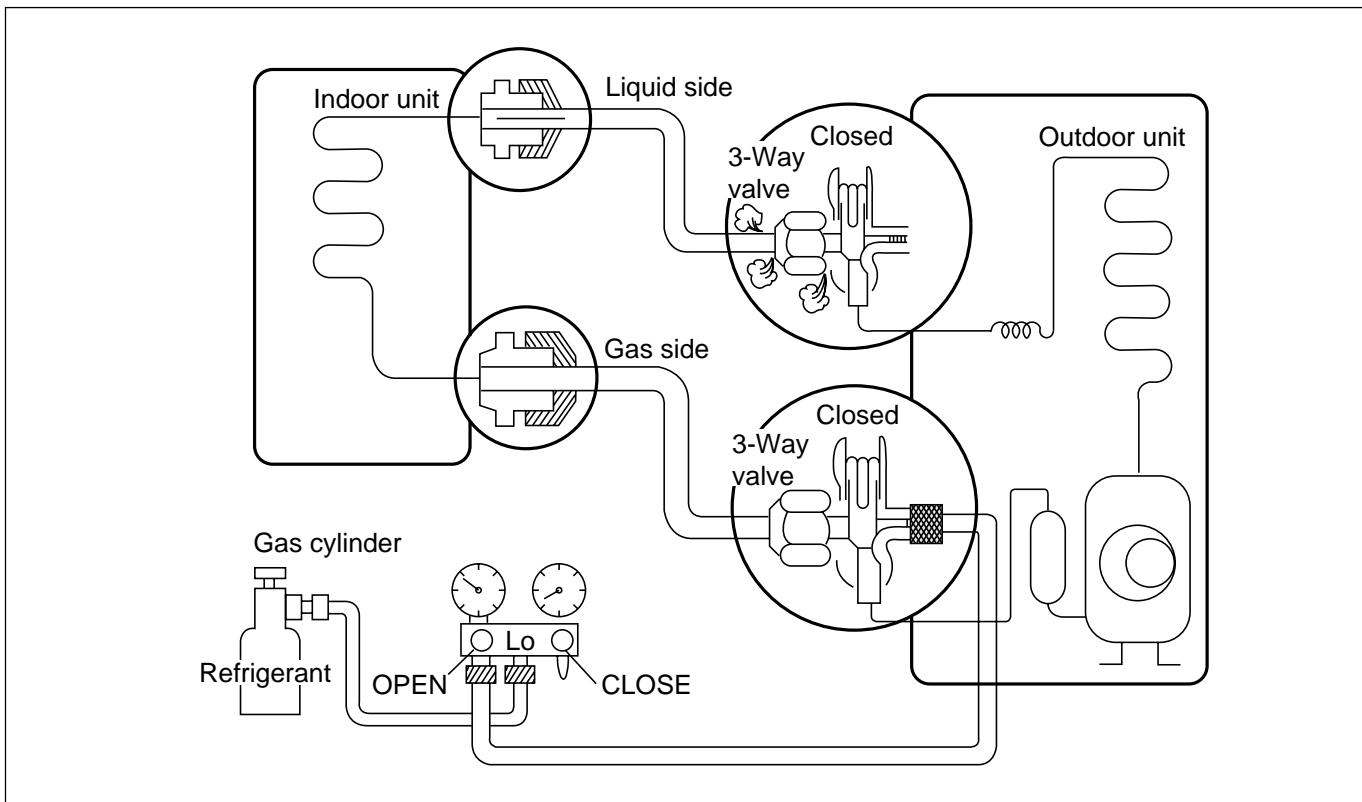 Indoor unit
Liquid side
Closed
3-Way
valve
Outdoor unit
Gas side
Closed
3-Way
valve
Gas cylinder
Refrigerant
Lo
OPEN
CLOSE